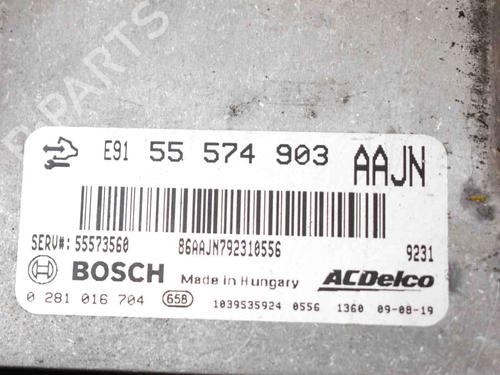 B-PARTS
E91 55 574 903 AAJN
SERV#: 55573560 86AAJN792310556 9231
BOSCH Made in Hungary ACDelco
0 281 016 704 658 1039S35924 0556 1360 09-08-19